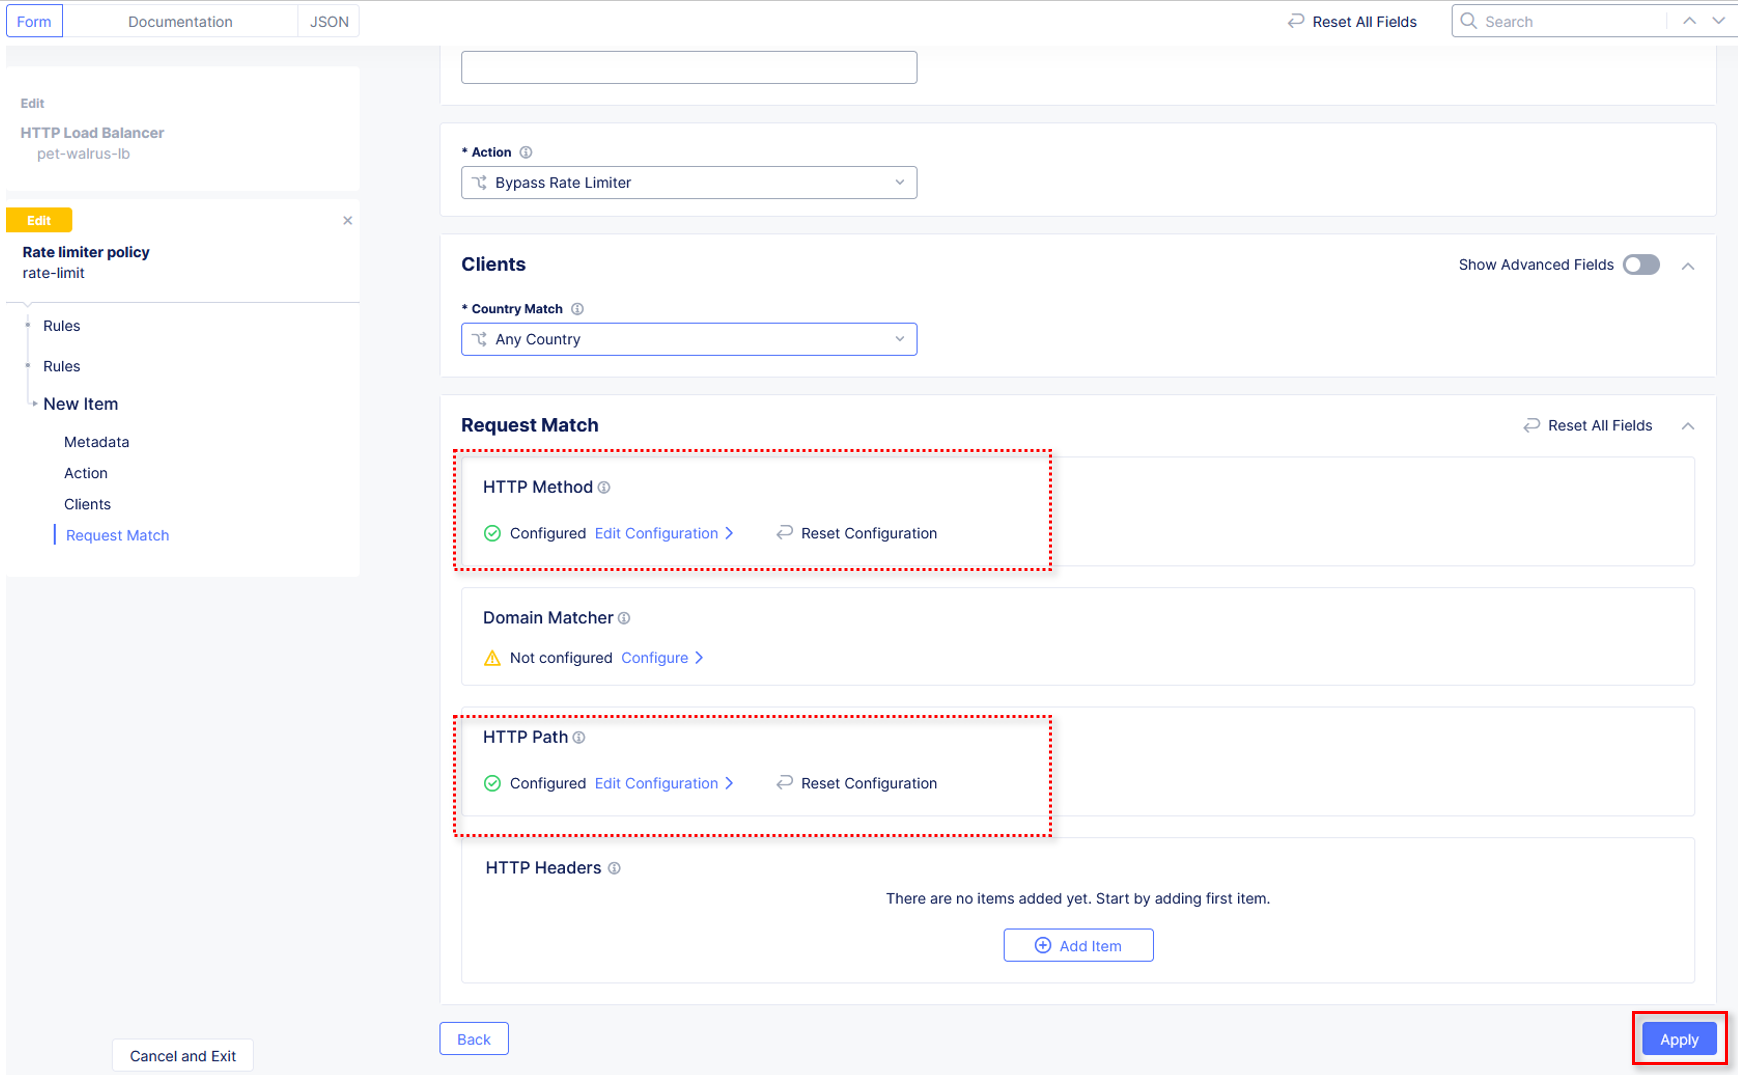 Form
Documentation
JSON
Reset All Fields
Search
Edit
HTTP Load Balancer
pet-walrus-lb
Edit
Rate limiter policy
rate-limit
Rules
Rules
New Item
Metadata
Action
Clients
Request Match
Cancel and Exit
* Action
Bypass Rate Limiter
Clients
Show Advanced Fields
* Country Match
Any Country
Request Match
Reset All Fields
HTTP Method
Configured Edit Configuration Reset Configuration
Domain Matcher
Not configured Configure
HTTP Path
Configured Edit Configuration Reset Configuration
HTTP Headers
There are no items added yet. Start by adding first item.
Add Item
Back
Apply